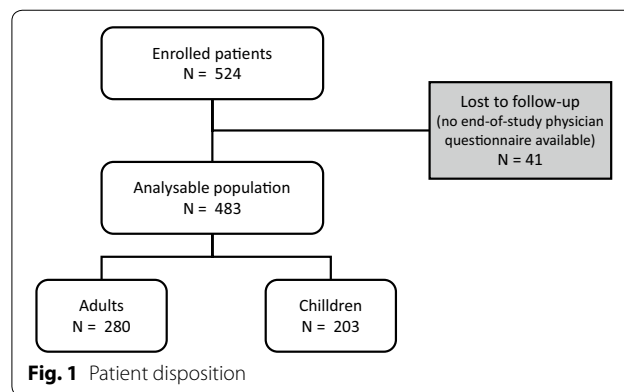 Enrolled patients
N = 524
Lost to follow-up
(no end-of-study physician
questionnaire available)
N = 41
Analysable population
N = 483
Adults
N = 280
Chilldren
N = 203
Fig. 1 Patient disposition